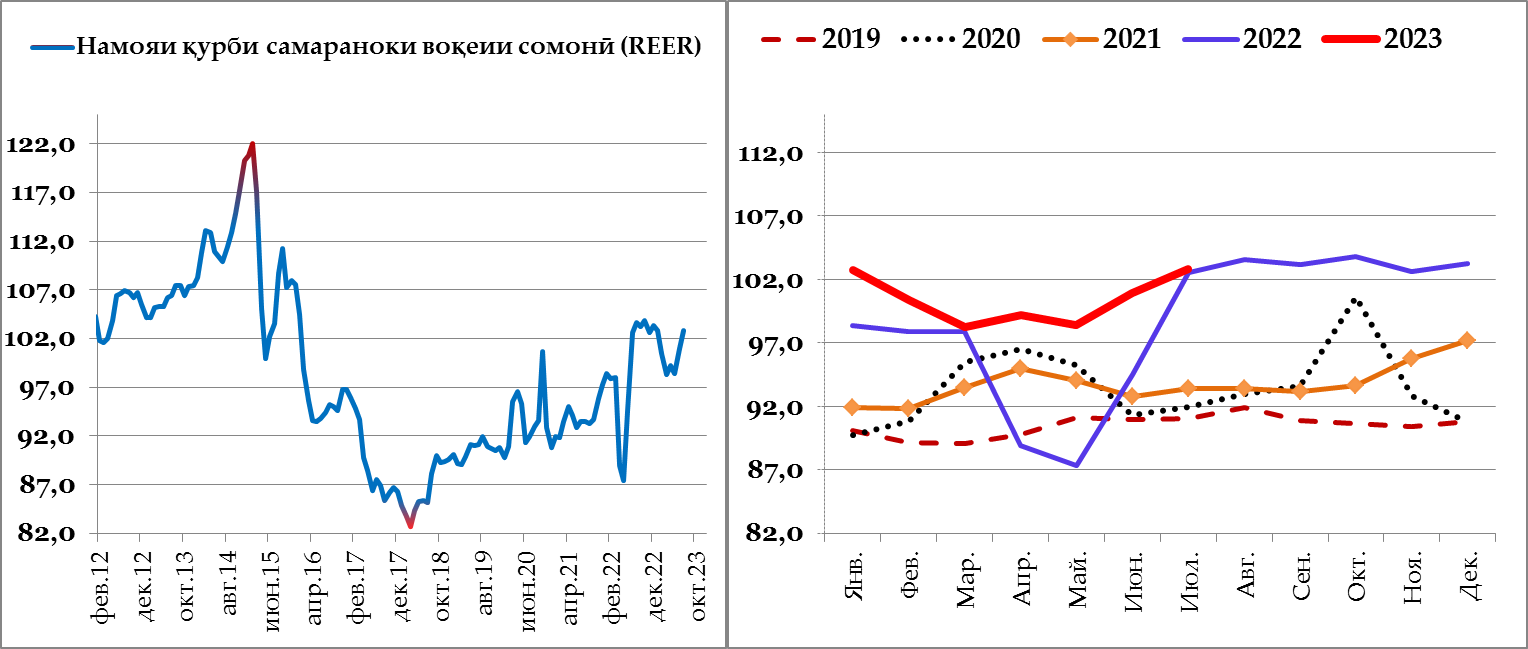 Намояи қурби самараноки воқеии сомонӣ (REER)
122,0
117,0
112,0
107,0
102,0
97,0
92,0
87,0
82,0
фев.12
дек.12
окт.13
авг.14
июн.15
апр.16
фев.17
дек.17
окт.18
авг.19
июн.20
апр.21
фев.22
дек.22
окт.23
2019 2020 2021 2022 2023
112,0
107,0
102,0
97,0
92,0
87,0
82,0
Янв.
Фев.
Мар.
Апр.
Май.
Июн.
Июл.
Авг.
Сен.
Окт.
Ноя.
Дек.